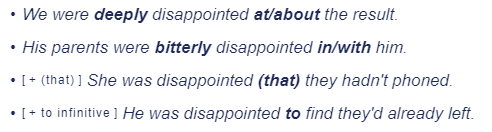 • We were deeply disappointed at/about the result.
• His parents were bitterly disappointed in/with him.
• [ + (that) ] She was disappointed (that) they hadn't phoned.
• [ + to infinitive ] He was disappointed to find they'd already left.